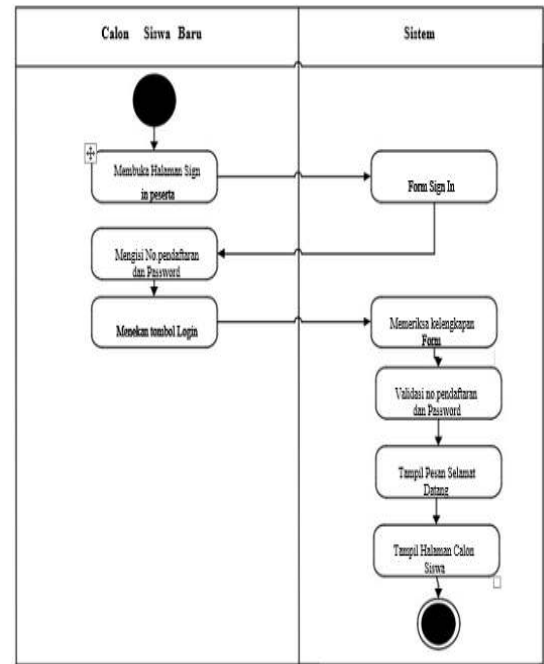 Calon Siswa Baru
Sistem
Membuka Halaman Sign
in peserta
Form Sign In
Mengisi No pendaftaran
dan Password
Menekan tombol Login
Memeriksa kelengkapan
Form
Validasi no pendaftaran
dan Password
Tampil Pesan Selamat
Datang
Tampil Halaman Calon
Siswa